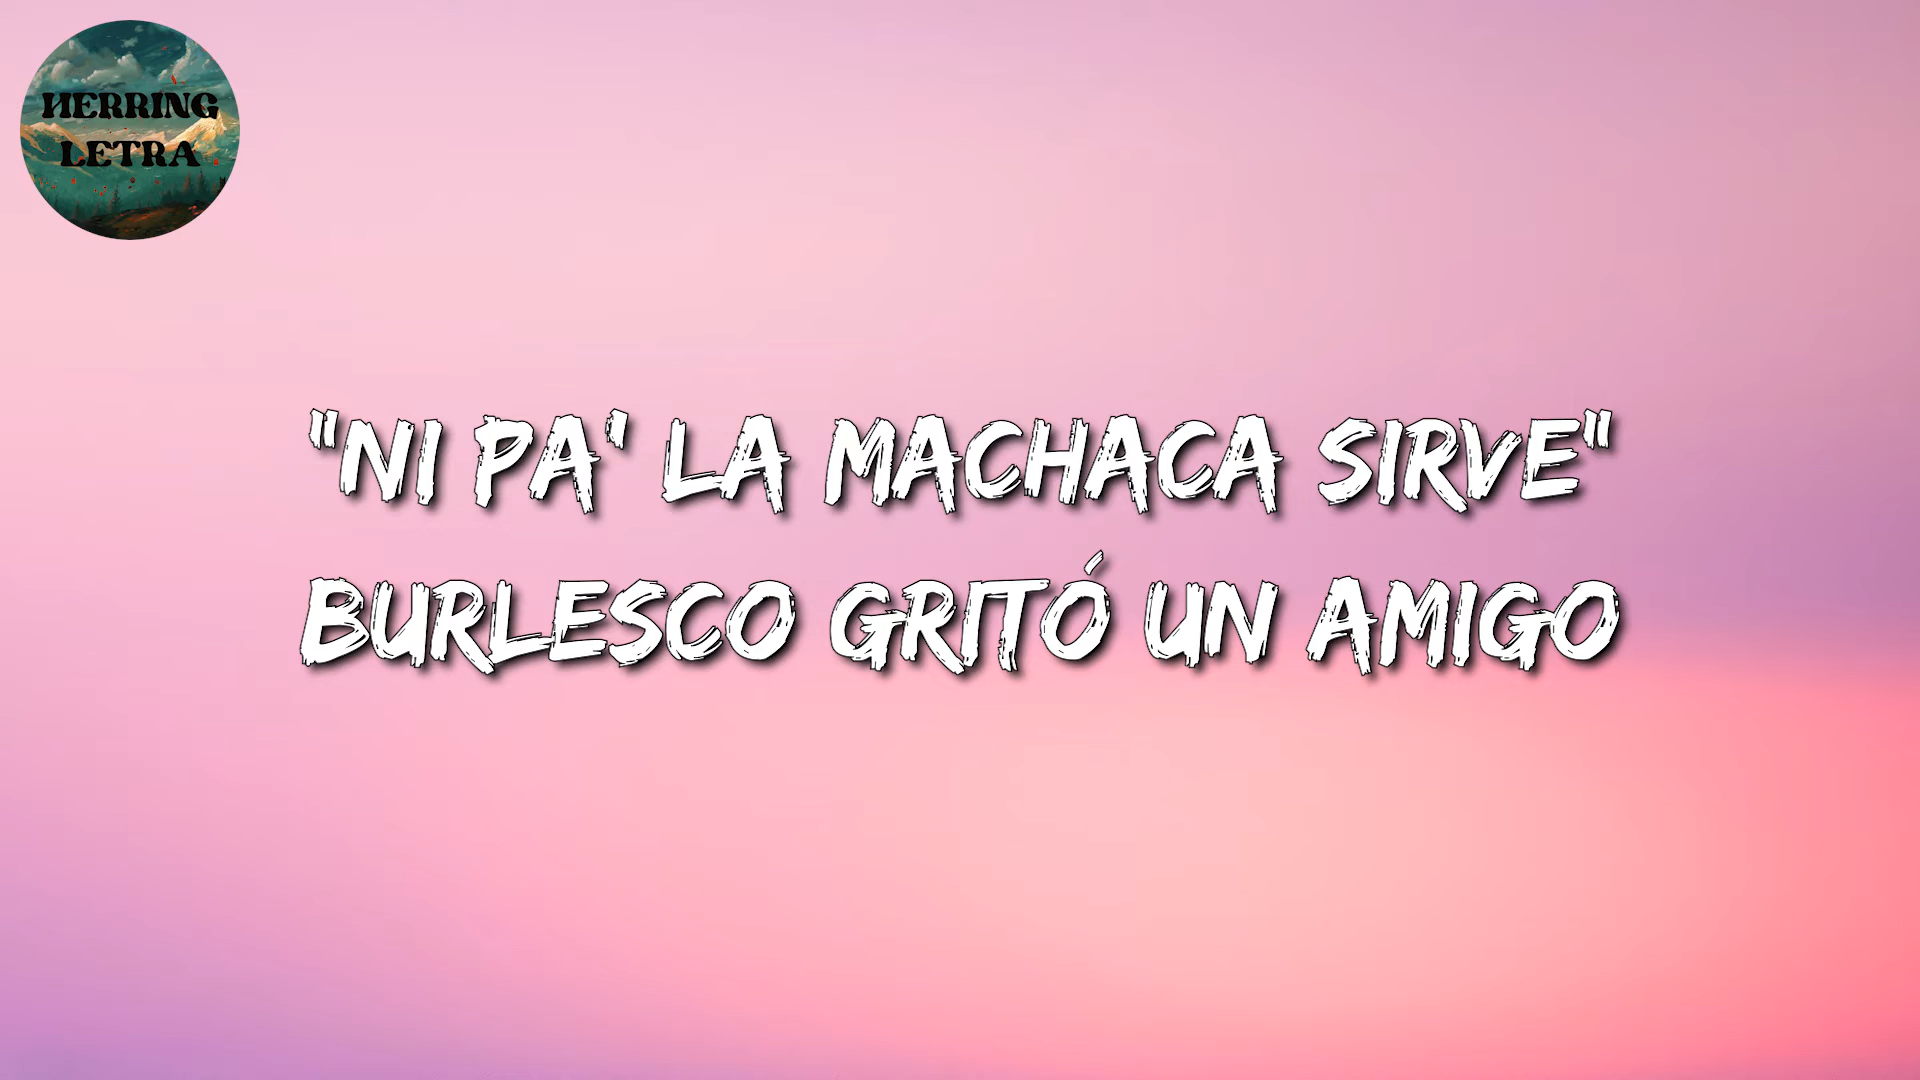 HERRING
LETRA
"NI PA' LA MACHACA SIRVE"
BURLESCO GRITÓ UN AMIGO